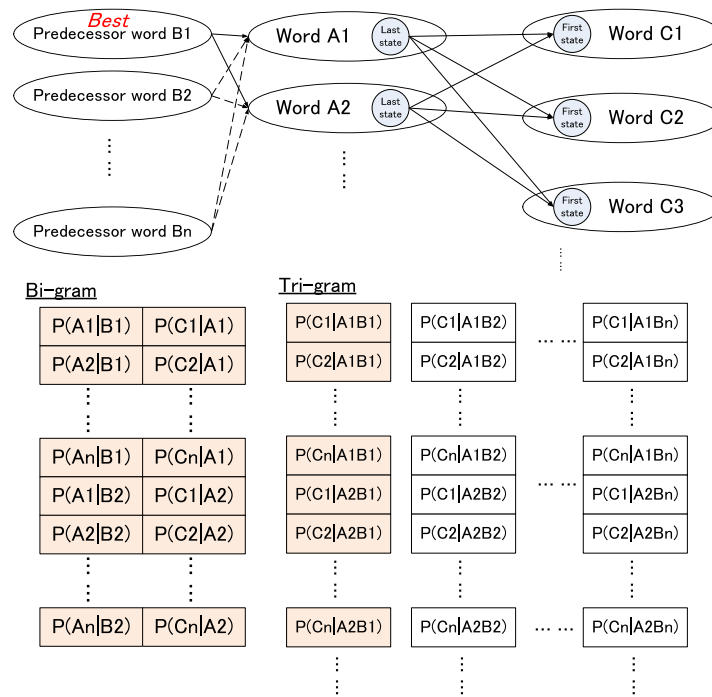 Best
Predecessor word B1
Word A1
Last
state
First
state
Word C1
Predecessor word B2
Word A2
Last
state
First
state
Word C2
⋮ ⋮
⋮
Predecessor word Bn
First
state
Word C3
⋮
Bi-gram
Tri-gram
P(A1|B1) P(C1|A1) P(C1|A1B1) P(C1|A1B2) … … P(C1|A1Bn)
P(A2|B1) P(C2|A1) P(C2|A1B1) P(C2|A1B2) P(C2|A1Bn)
⋮ ⋮ ⋮ ⋮ ⋮
P(An|B1) P(Cn|A1) P(Cn|A1B1) P(Cn|A1B2) P(Cn|A1Bn)
P(A1|B2) P(C1|A2) P(C1|A2B1) P(C1|A2B2) … … P(C1|A2Bn)
P(A2|B2) P(C2|A2) P(C2|A2B1) P(C2|A2B2) P(C2|A2Bn)
⋮ ⋮ ⋮ ⋮ ⋮
P(An|B2) P(Cn|A2) P(Cn|A2B1) P(Cn|A2B2) … … P(Cn|A2Bn)
⋮ ⋮ ⋮